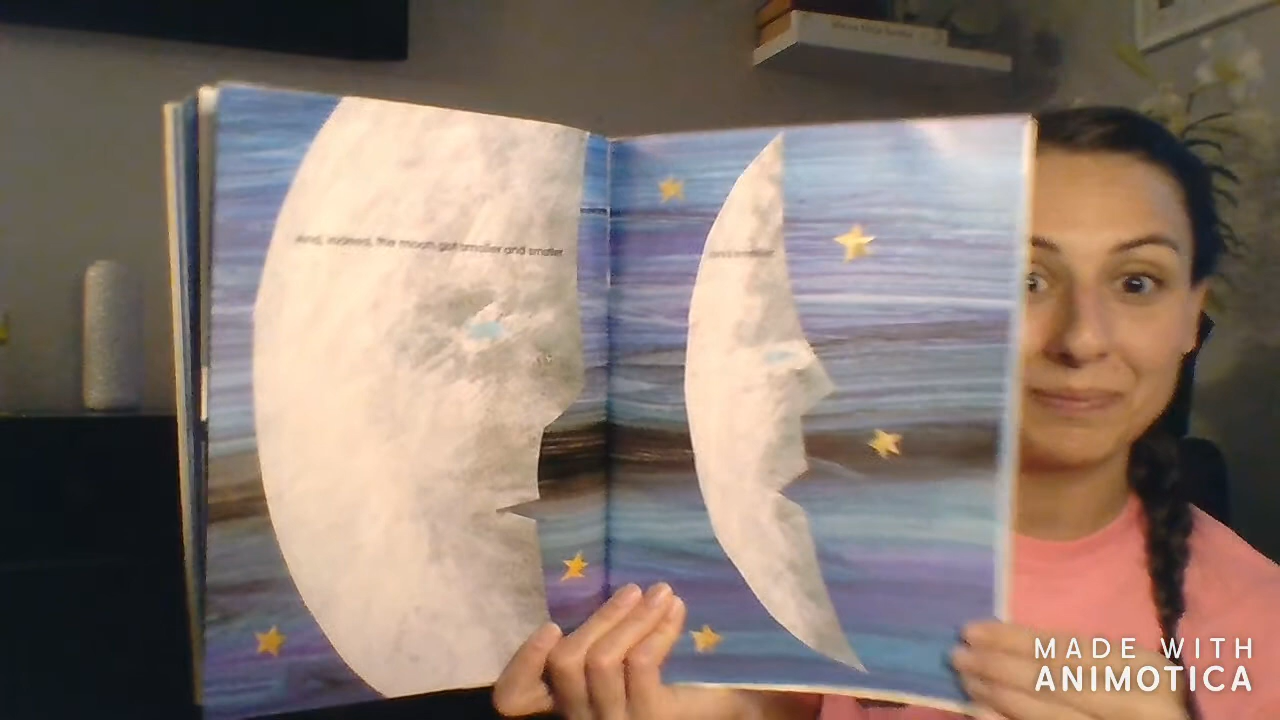 And, indeed, the moon got smaller and smaller
and smaller
MADE WITH
ANIMOTICA